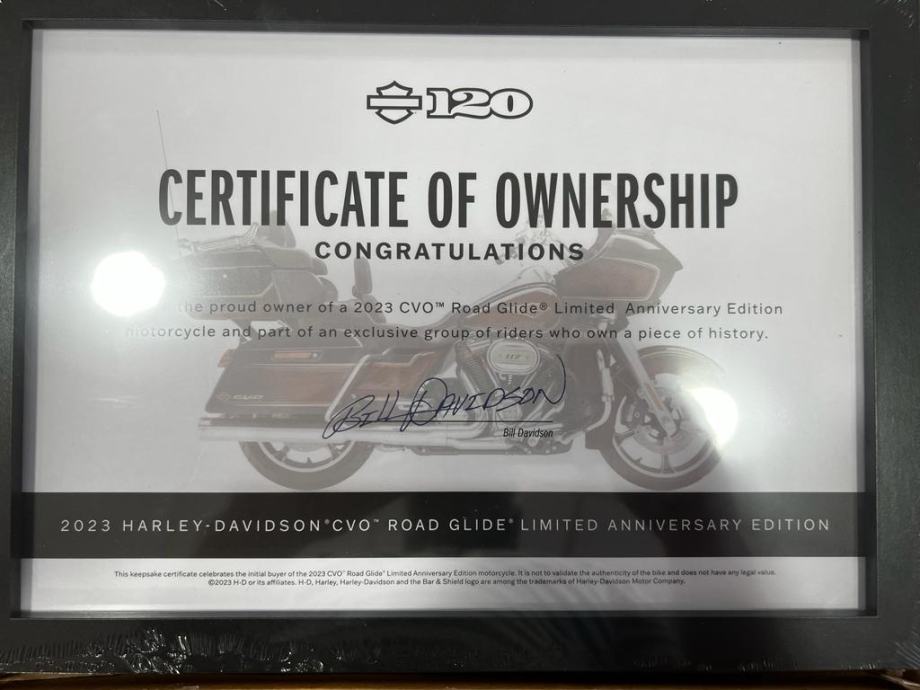 120
CERTIFICATE OF OWNERSHIP
CONGRATULATIONS
the proud owner of a 2023 CVO™ Road Glide® Limited Anniversary Edition
motorcycle and part of an exclusive group of riders who own a piece of history.
117
CVO
BILL DAVIDSON
Bill Davidson
2023 HARLEY-DAVIDSON® CVO™ ROAD GLIDE® LIMITED ANNIVERSARY EDITION
This keepsake certificate celebrates the initial buyer of the 2023 CVO™ Road Glide® Limited Anniversary Edition motorcycle. It is not to validate the authenticity of the bike and does not have any legal value.
©2023 H-D or its affiliates. H-D, Harley, Harley-Davidson and the Bar & Shield logo are among the trademarks of Harley-Davidson Motor Company.